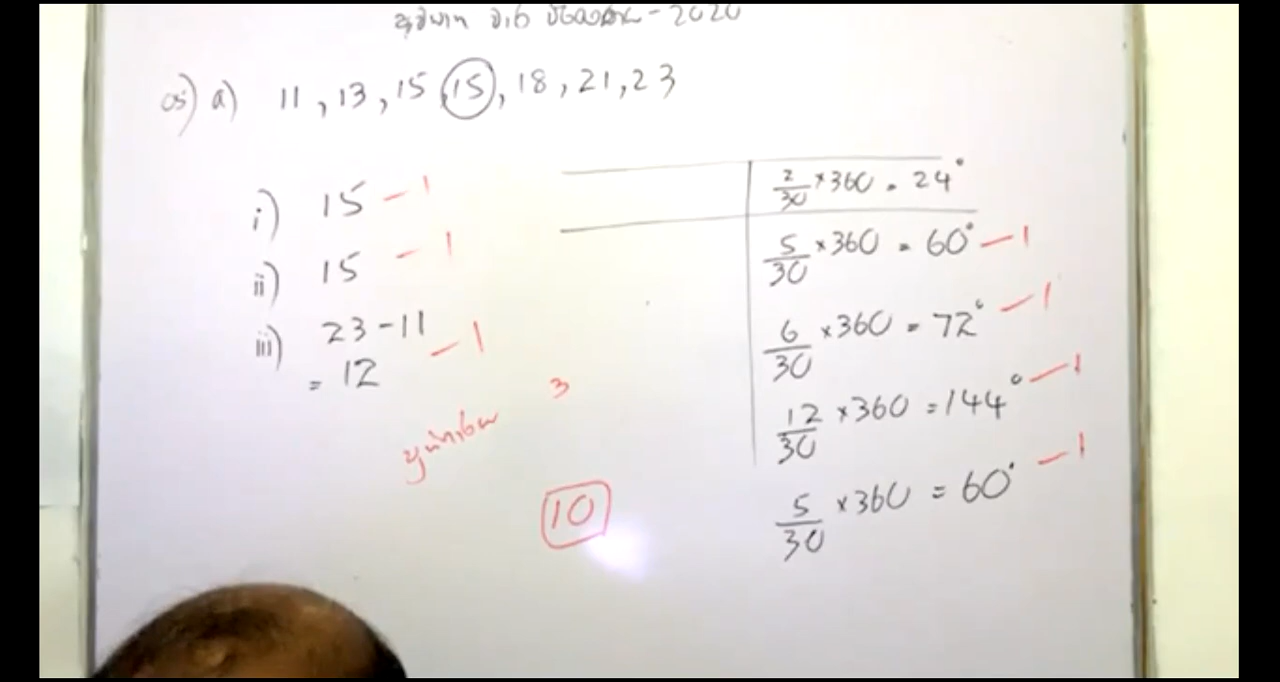 - 2020
05) a) 11, 13, 15, 15, 18, 21, 23
i) 15 – 1
ii) 15 – 1
iii) 23 - 11
= 12 – 1
3
10
2/30 × 360 = 24°
5/30 × 360 = 60° – 1
6/30 × 360 = 72° – 1
12/30 × 360 = 144° – 1
5/30 × 360 = 60° – 1